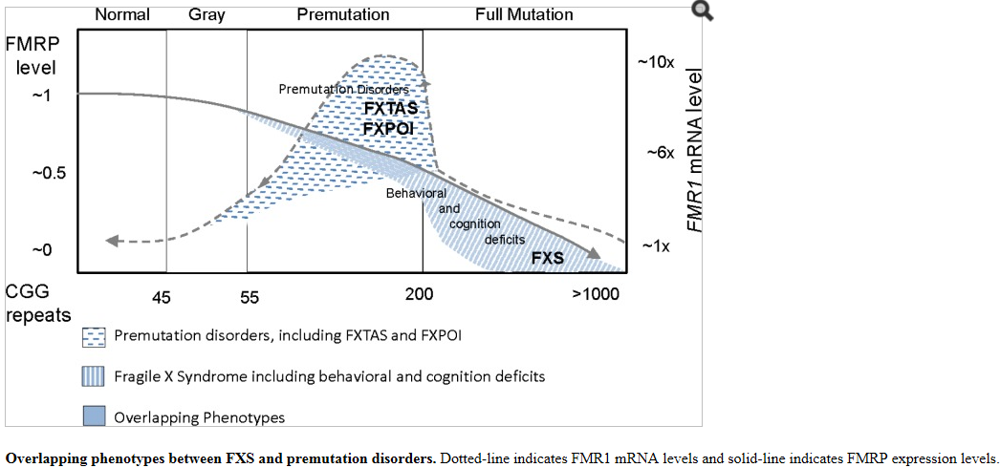 Normal Gray Premutation Full Mutation
FMRP
level
~10x
~1
Premutation Disorders
FXTAS
FXPOI
~6x
FMR1 mRNA level
~0.5
Behavioral
and
cognition
deficits
FXS
~0
~1x
CGG
repeats
45 55 200 >1000
Premutation disorders, including FXTAS and FXPOI
Fragile X Syndrome including behavioral and cognition deficits
Overlapping Phenotypes
Overlapping phenotypes between FXS and premutation disorders. Dotted-line indicates FMR1 mRNA levels and solid-line indicates FMRP expression levels.